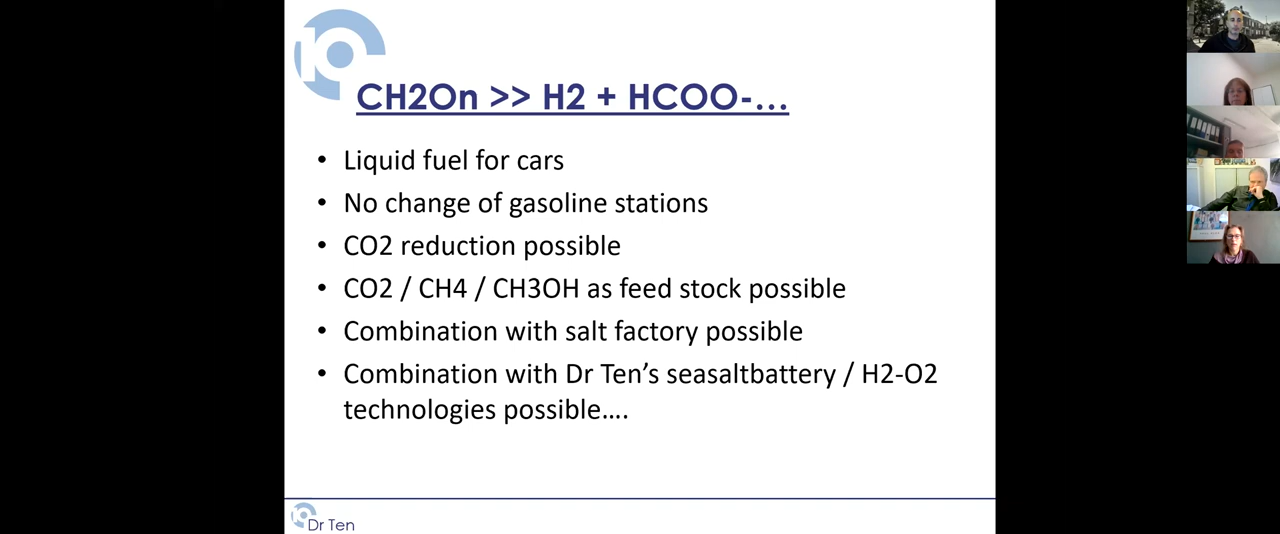 CH2On >> H2 + HCOO-...
• Liquid fuel for cars
• No change of gasoline stations
• CO2 reduction possible
• CO2 / CH4 / CH3OH as feed stock possible
• Combination with salt factory possible
• Combination with Dr Ten’s seasaltbattery / H2-O2
technologies possible....
Dr Ten